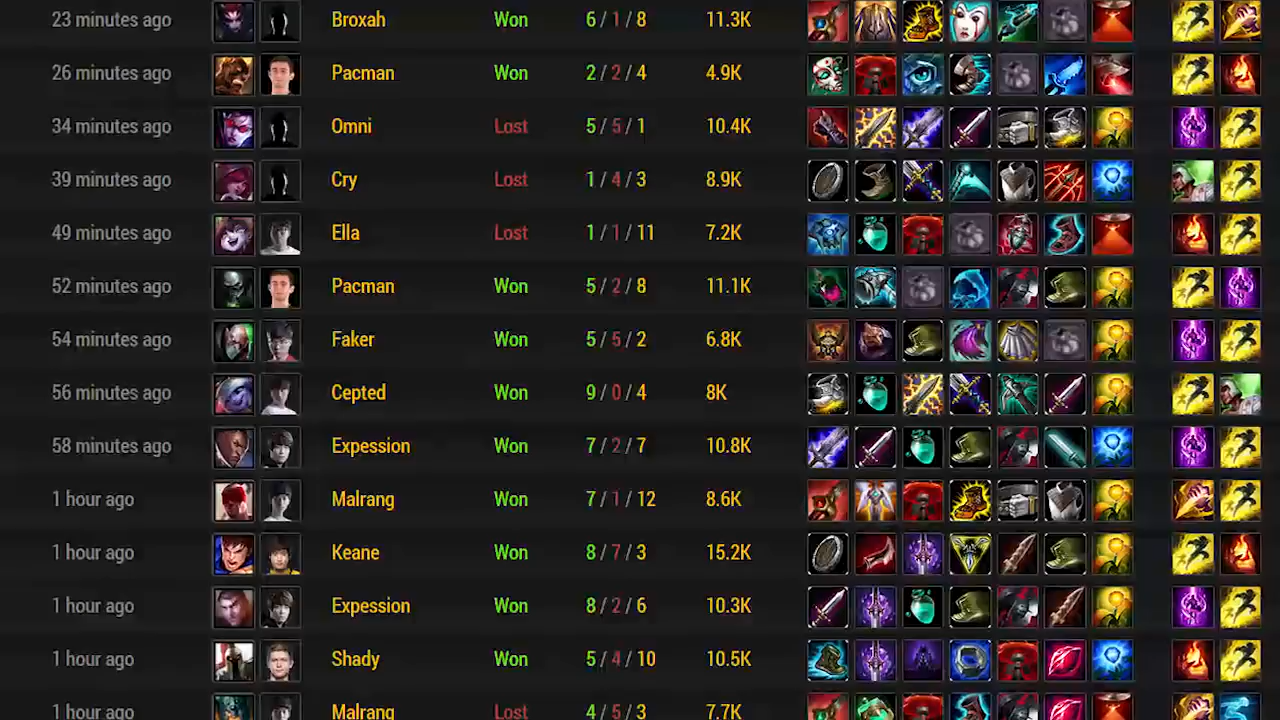 23 minutes ago Broxah Won 6 / 1 / 8 11.3K
26 minutes ago Pacman Won 2 / 2 / 4 4.9K
34 minutes ago Omni Lost 5 / 5 / 1 10.4K
39 minutes ago Cry Lost 1 / 4 / 3 8.9K
49 minutes ago Ella Lost 1 / 1 / 11 7.2K
52 minutes ago Pacman Won 5 / 2 / 8 11.1K
54 minutes ago Faker Won 5 / 5 / 2 6.8K
56 minutes ago Cepted Won 9 / 0 / 4 8K
58 minutes ago Expession Won 7 / 2 / 7 10.8K
1 hour ago Malrang Won 7 / 1 / 12 8.6K
1 hour ago Keane Won 8 / 7 / 3 15.2K
1 hour ago Expession Won 8 / 2 / 6 10.3K
1 hour ago Shady Won 5 / 4 / 10 10.5K
1 hour ago Malrang Lost 4 / 5 / 3 7.7K